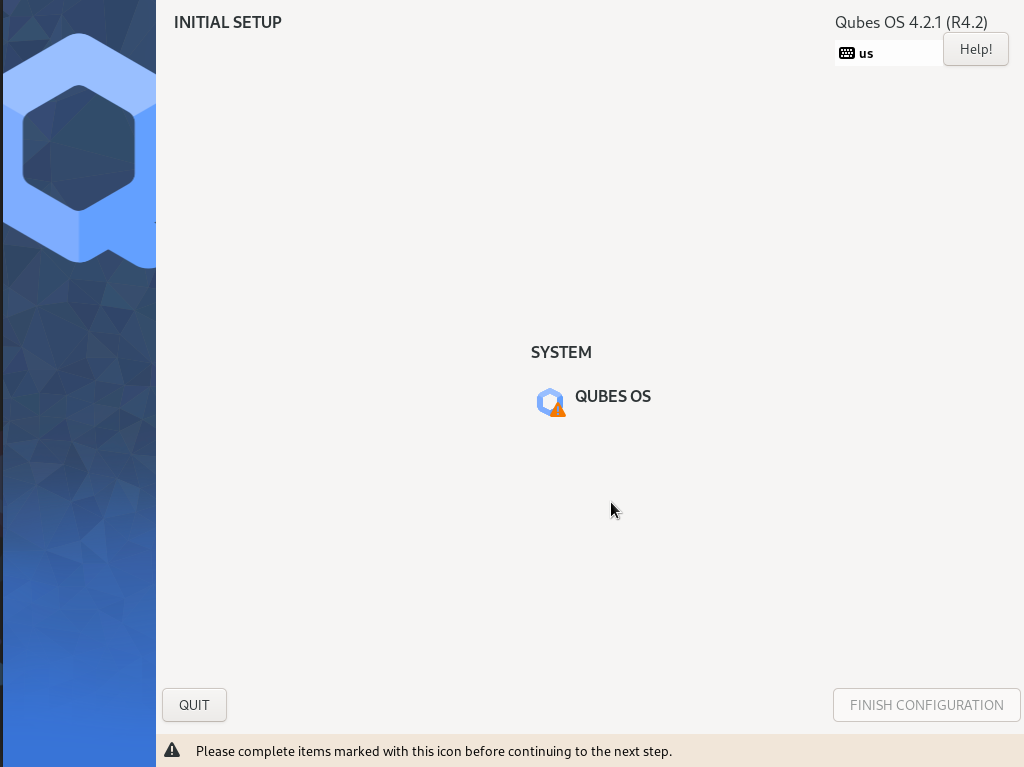 INITIAL SETUP
Qubes OS 4.2.1 (R4.2)
us
Help!
SYSTEM
QUBES OS
QUIT
FINISH CONFIGURATION
Please complete items marked with this icon before continuing to the next step.